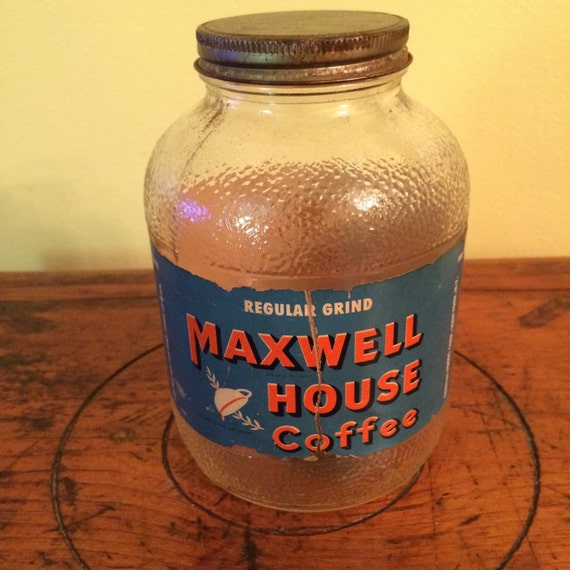 REGULAR GRIND
MAXWELL
HOUSE
Coffee